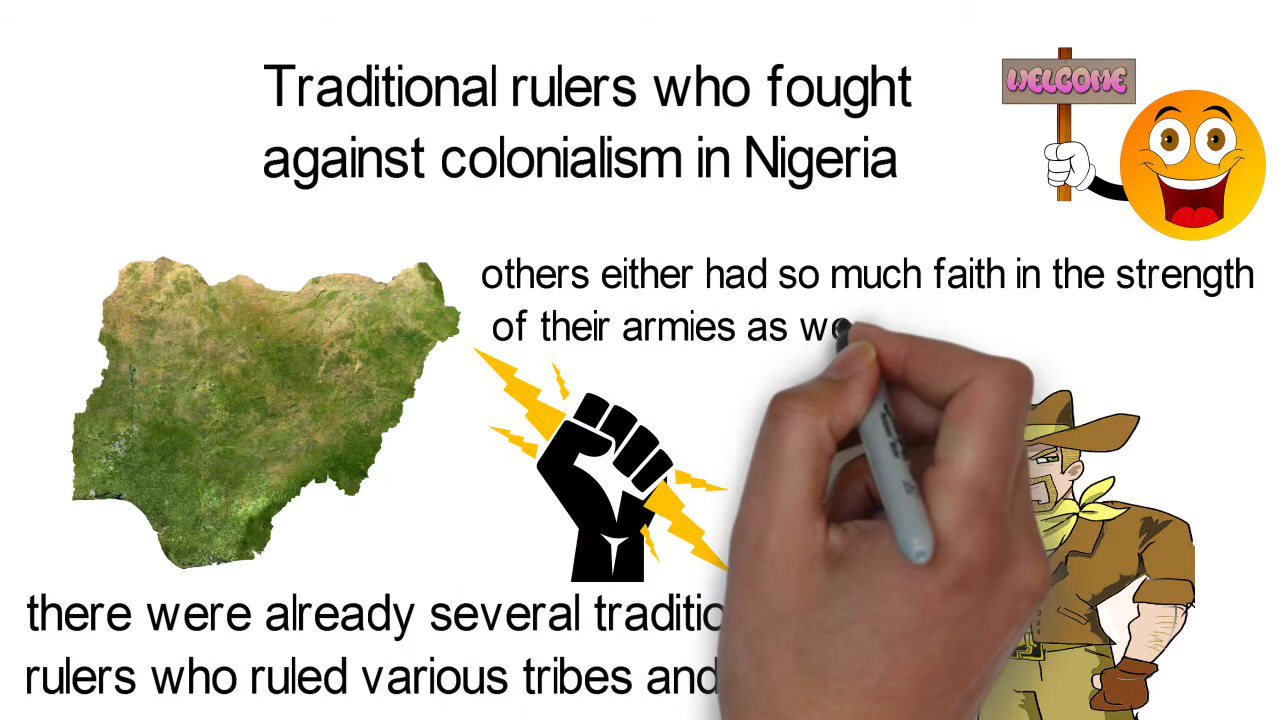 Traditional rulers who fought
against colonialism in Nigeria
WELCOME
others either had so much faith in the strength
of their armies as
there were already several
rulers who ruled various tribes and